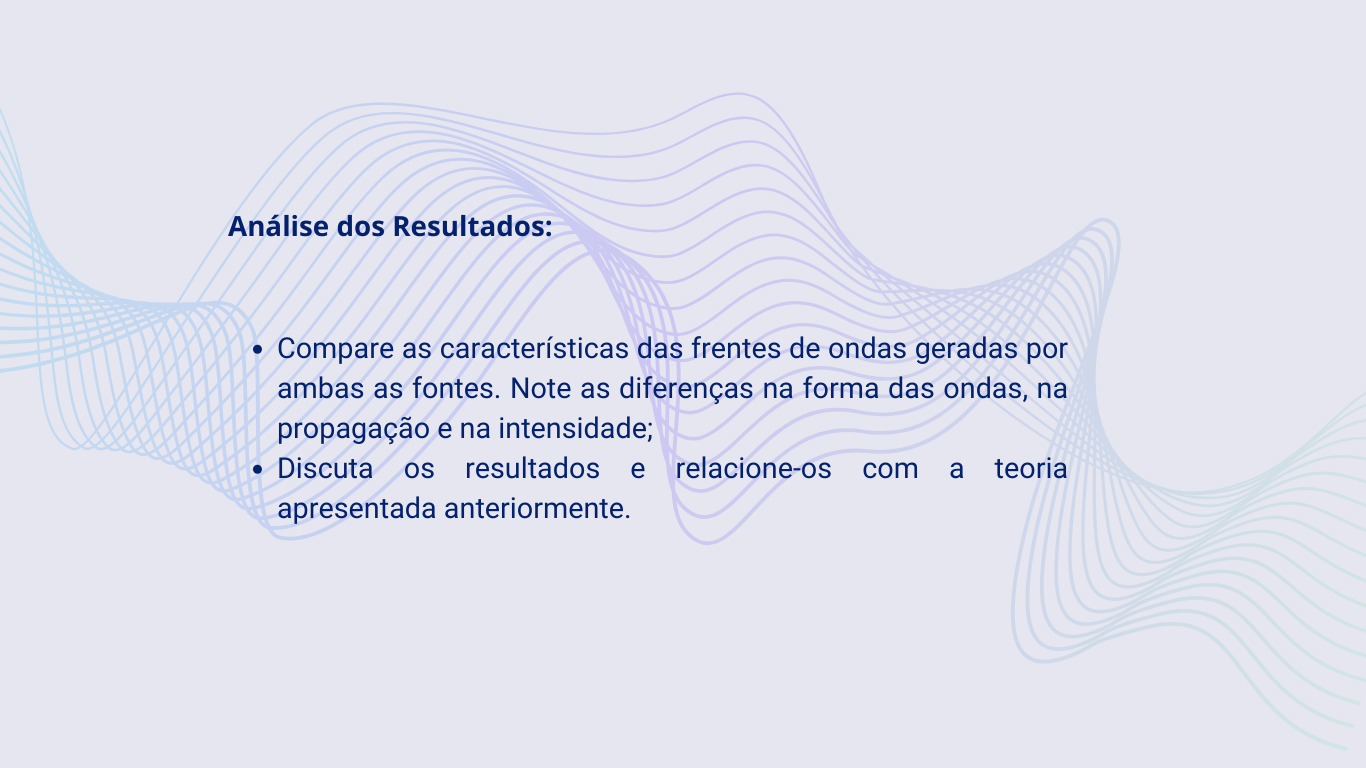 Análise dos Resultados:
• Compare as características das frentes de ondas geradas por
ambas as fontes. Note as diferenças na forma das ondas, na
propagação e na intensidade;
• Discuta os resultados e relacione-os com a teoria
apresentada anteriormente.